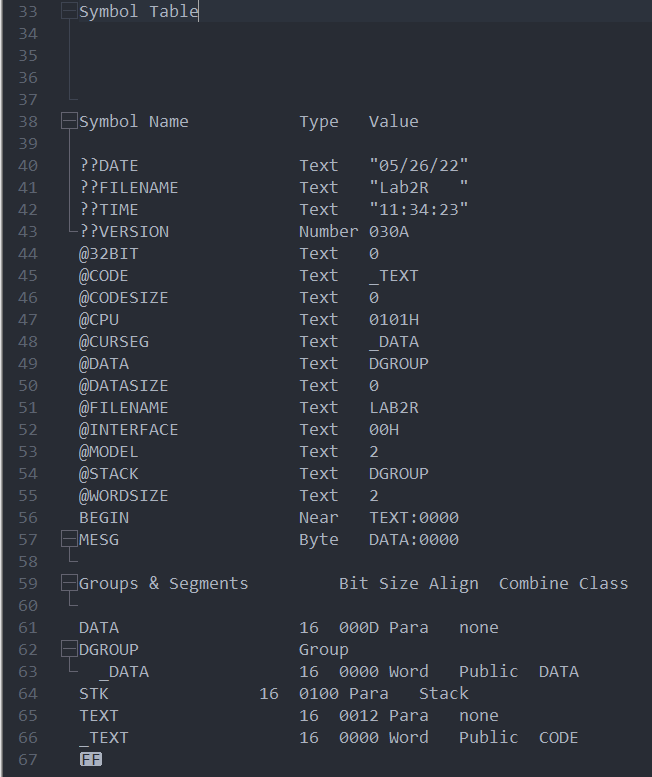 33 Symbol Table
34
35
36
37
38 Symbol Name           Type   Value
39
40 ??DATE                Text   "05/26/22"
41 ??FILENAME            Text   "Lab2R   "
42 ??TIME                Text   "11:34:23"
43 ??VERSION             Number 030A
44 @32BIT                Text   0
45 @CODE                 Text   _TEXT
46 @CODESIZE             Text   0
47 @CPU                  Text   0101H
48 @CURSEG               Text   _DATA
49 @DATA                 Text   DGROUP
50 @DATASIZE             Text   0
51 @FILENAME             Text   LAB2R
52 @INTERFACE            Text   00H
53 @MODEL                Text   2
54 @STACK                Text   DGROUP
55 @WORDSIZE             Text   2
56 BEGIN                 Near   TEXT:0000
57 MESG                  Byte   DATA:0000
58
59 Groups & Segments         Bit Size Align  Combine Class
60
61 DATA                  16  000D Para   none
62 DGROUP                Group
63   _DATA               16  0000 Word   Public  DATA
64 STK               16  0100 Para   Stack
65 TEXT                  16  0012 Para   none
66 _TEXT                 16  0000 Word   Public  CODE
67 FF